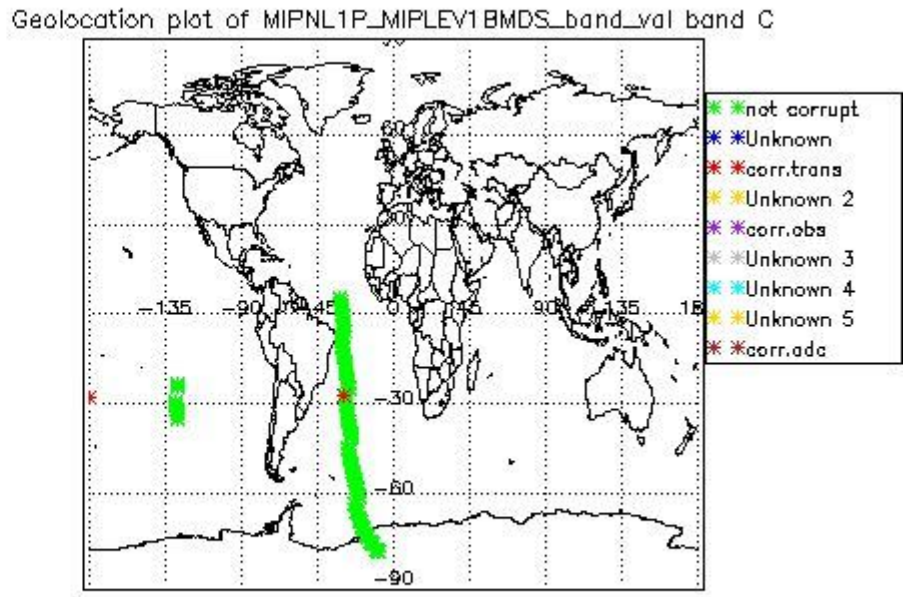 Geolocation plot of MIPNL1P_MIPLEV1BMDS_band_val band C
not corrupt
Unknown
corr.trans
Unknown 2
corr.obs
Unknown 3
Unknown 4
Unknown 5
corr.adc
60
-135 -90 -45 0 45 90 135
-30
-60
-90